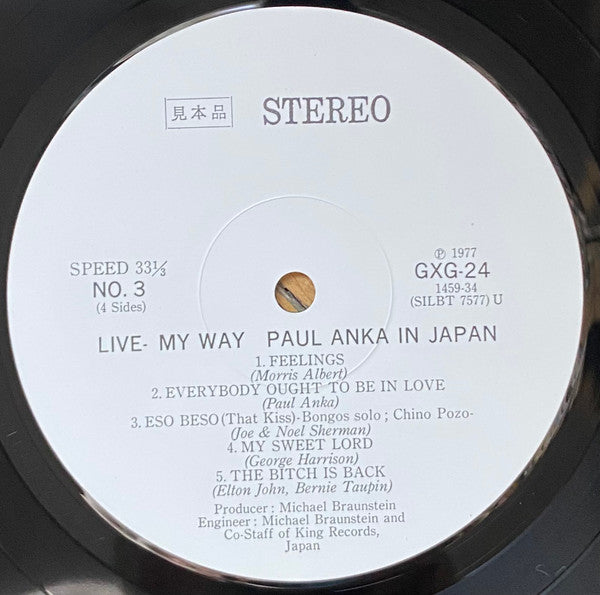 見本品 STEREO
SPEED 33⅓
NO. 3
(4 Sides)
Ⓟ 1977
GXG-24
1459-34
(SILBT 7577) U
LIVE- MY WAY PAUL ANKA IN JAPAN
1. FEELINGS
(Morris Albert)
2. EVERYBODY OUGHT TO BE IN LOVE
(Paul Anka)
3. ESO BESO (That Kiss)-Bongos solo ; Chino Pozo-
(Joe & Noel Sherman)
4. MY SWEET LORD
(George Harrison)
5. THE BITCH IS BACK
(Elton John, Bernie Taupin)
Producer : Michael Braunstein
Engineer : Michael Braunstein and
Co-Staff of King Records,
Japan